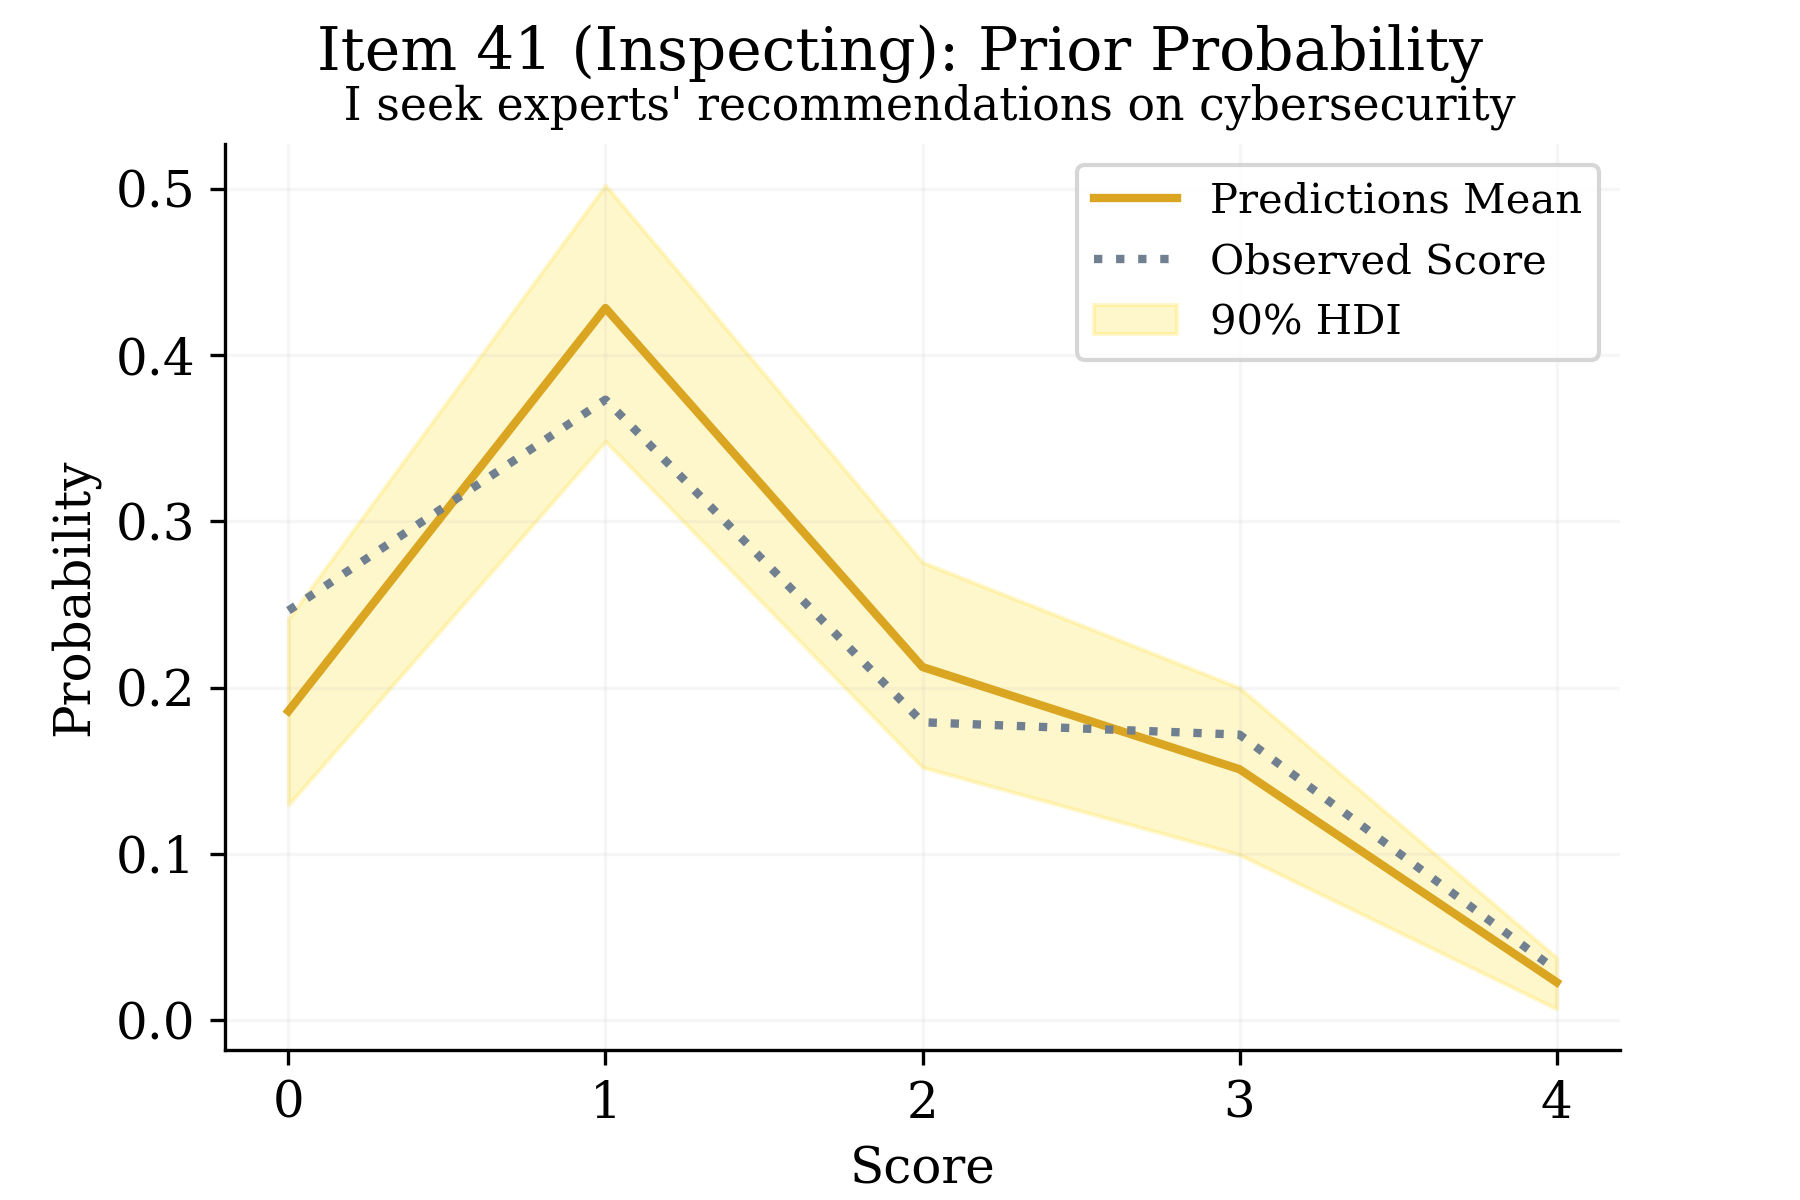 Item 41 (Inspecting): Prior Probability
I seek experts' recommendations on cybersecurity
Predictions Mean
Observed Score
90% HDI
Probability
0.5
0.4
0.3
0.2
0.1
0.0
0 1 2 3 4
Score